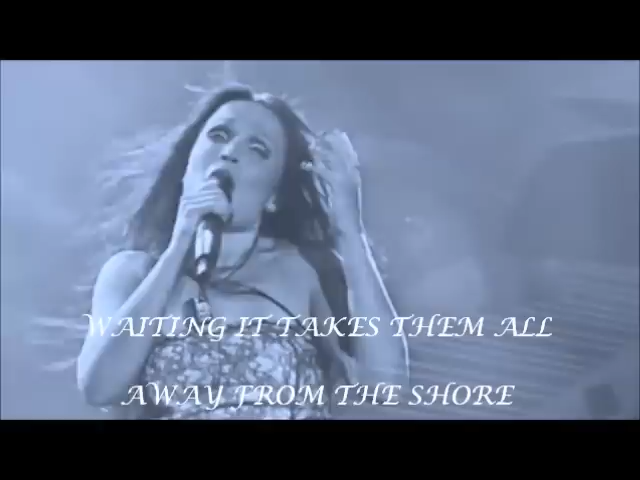 WAITING IT TAKES THEM ALL
AWAY FROM THE SHORE